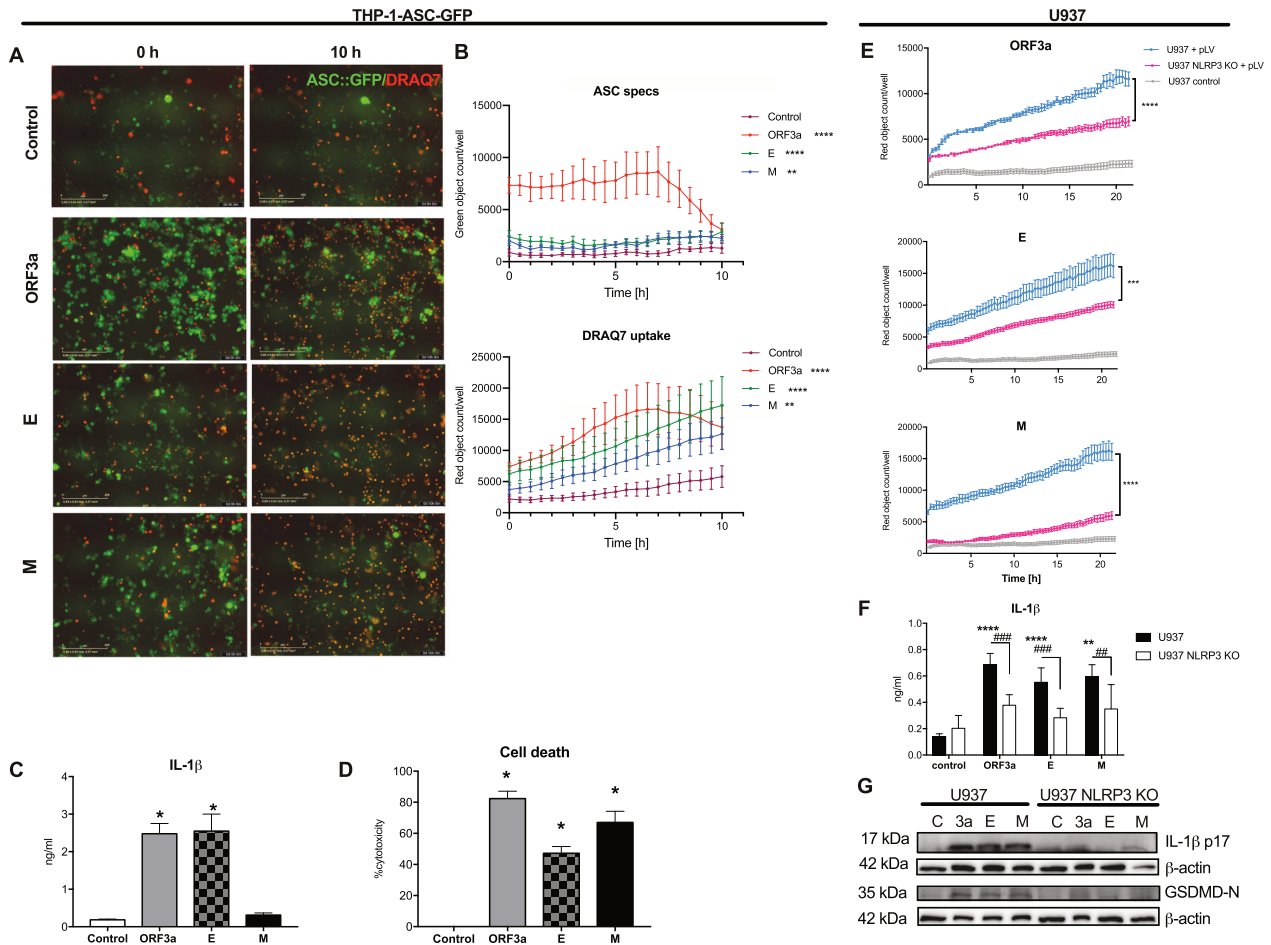 THP-1-ASC-GFP
U937
A
0 h
10 h
Control
ASC::GFP/DRAQ7
ORF3a
E
M
B
ASC specs
15000
10000
5000
0
Green object count/well
0
5
10
Time [h]
Control
ORF3a ****
E ****
M **
DRAQ7 uptake
25000
20000
15000
10000
5000
0
Red object count/well
0
5
10
Time [h]
Control
ORF3a ****
E ****
M **
C
IL-1β
4
3
2
1
0
ng/ml
* *
Control
ORF3a
E
M
D
Cell death
100
80
60
40
20
0
%cytotoxicity
* * *
Control
ORF3a
E
M
E
ORF3a
15000
10000
5000
0
Red object count/well
5
10
15
20
****
U937 + pLV
U937 NLRP3 KO + pLV
U937 control
E
20000
15000
10000
5000
0
Red object count/well
5
10
15
20
***
M
20000
15000
10000
5000
0
Red object count/well
5
10
15
20
****
Time [h]
F
IL-1β
1.0
0.8
0.6
0.4
0.2
0.0
ng/ml
**** ###
**** ###
** ##
control
ORF3a
E
M
U937
U937 NLRP3 KO
G
U937
U937 NLRP3 KO
C 3a E M C 3a E M
17 kDa IL-1β p17
42 kDa β-actin
35 kDa GSDMD-N
42 kDa β-actin